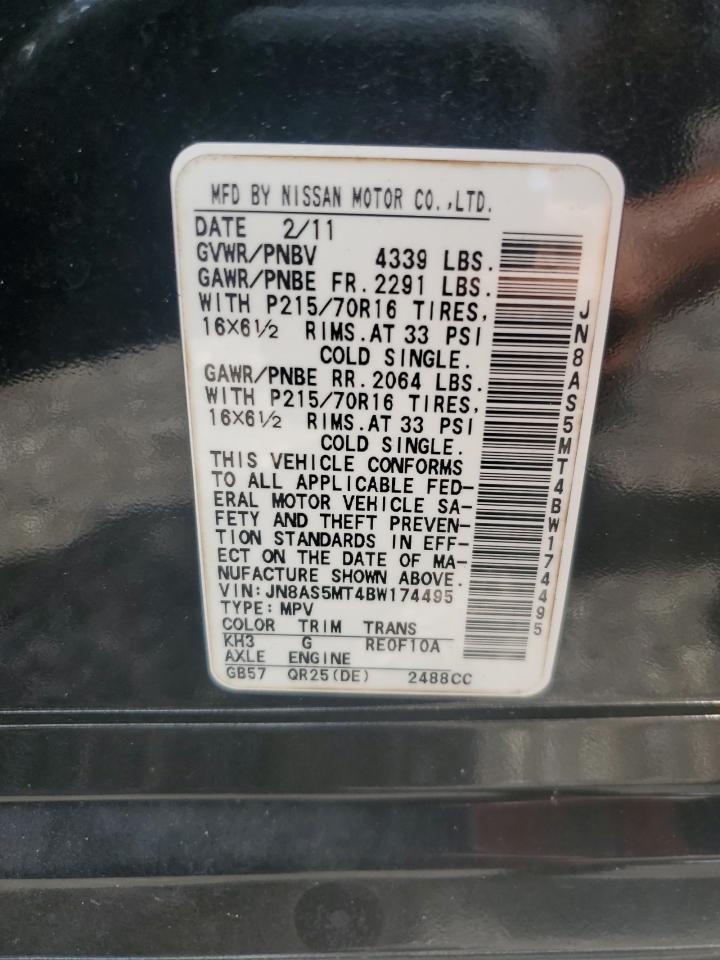 MFD BY NISSAN MOTOR CO.,LTD.
DATE 2/11
GVWR/PNBV 4339 LBS.
GAWR/PNBE FR. 2291 LBS.
WITH P215/70R16 TIRES,
16X6½ RIMS.AT 33 PSI
COLD SINGLE.
GAWR/PNBE RR. 2064 LBS.
WITH P215/70R16 TIRES,
16X6½ RIMS.AT 33 PSI
COLD SINGLE.
THIS VEHICLE CONFORMS
TO ALL APPLICABLE FED-
ERAL MOTOR VEHICLE SA-
FETY AND THEFT PREVEN-
TION STANDARDS IN EFF-
ECT ON THE DATE OF MA-
NUFACTURE SHOWN ABOVE.
VIN:JN8AS5MT4BW174495
TYPE: MPV
COLOR TRIM TRANS
KH3 G RE0F10A
AXLE ENGINE
GB57 QR25(DE) 2488CC
JN8AS5MT4BW174495